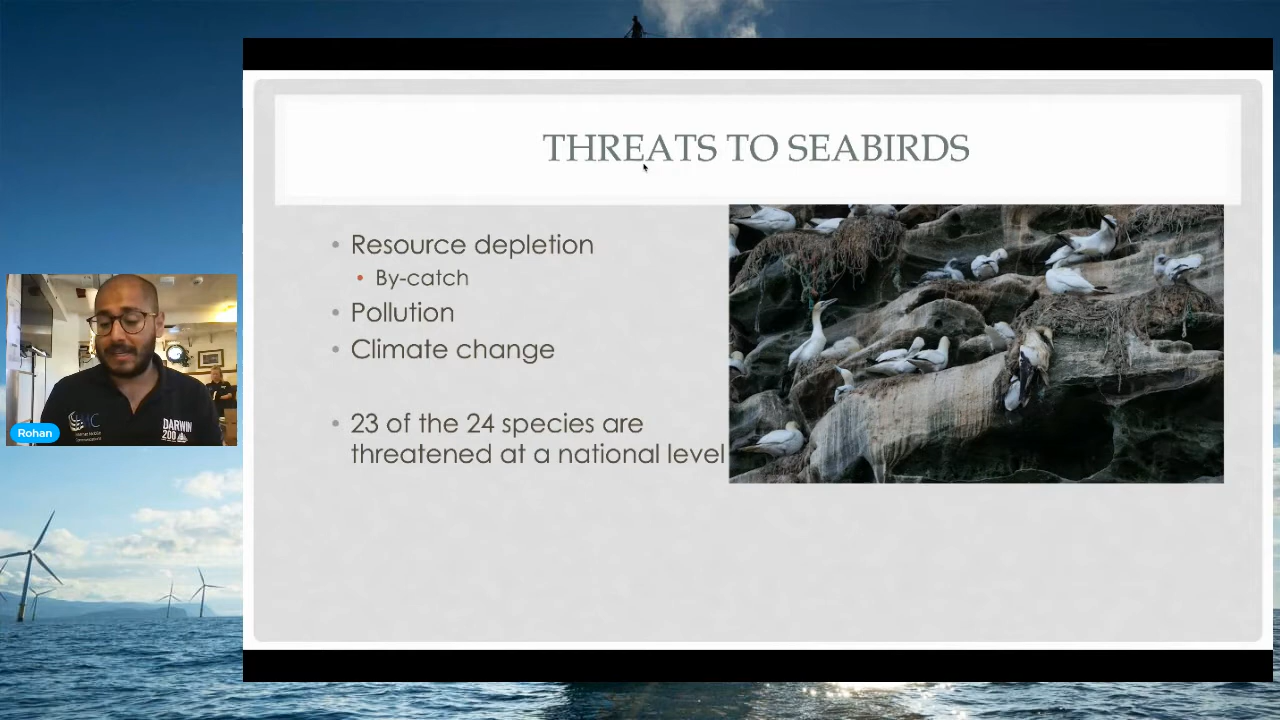 THREATS TO SEABIRDS
Resource depletion
By-catch
Pollution
Climate change
23 of the 24 species are
threatened at a national level
Rohan
DARWIN
200